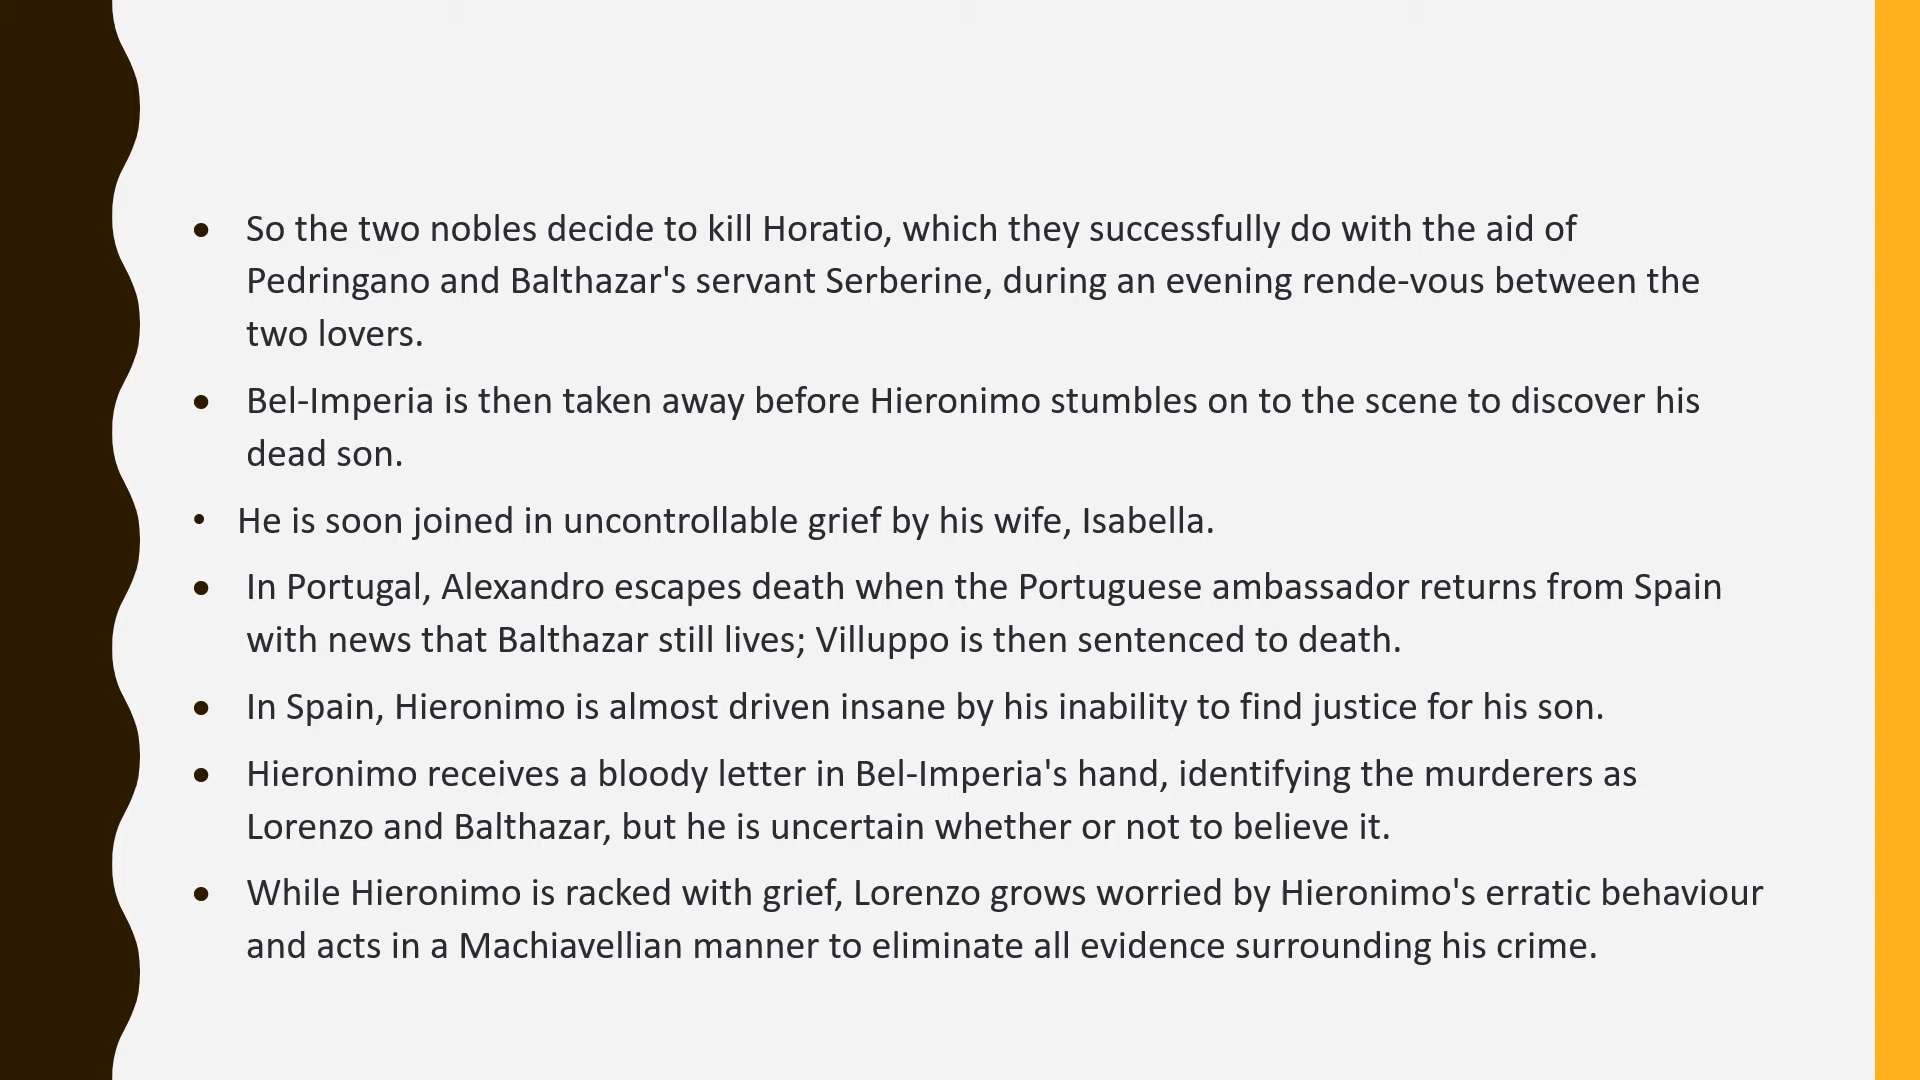 • So the two nobles decide to kill Horatio, which they successfully do with the aid of
Pedringano and Balthazar's servant Serberine, during an evening rende-vous between the
two lovers.
• Bel-Imperia is then taken away before Hieronimo stumbles on to the scene to discover his
dead son.
• He is soon joined in uncontrollable grief by his wife, Isabella.
• In Portugal, Alexandro escapes death when the Portuguese ambassador returns from Spain
with news that Balthazar still lives; Villuppo is then sentenced to death.
• In Spain, Hieronimo is almost driven insane by his inability to find justice for his son.
• Hieronimo receives a bloody letter in Bel-Imperia's hand, identifying the murderers as
Lorenzo and Balthazar, but he is uncertain whether or not to believe it.
• While Hieronimo is racked with grief, Lorenzo grows worried by Hieronimo's erratic behaviour
and acts in a Machiavellian manner to eliminate all evidence surrounding his crime.